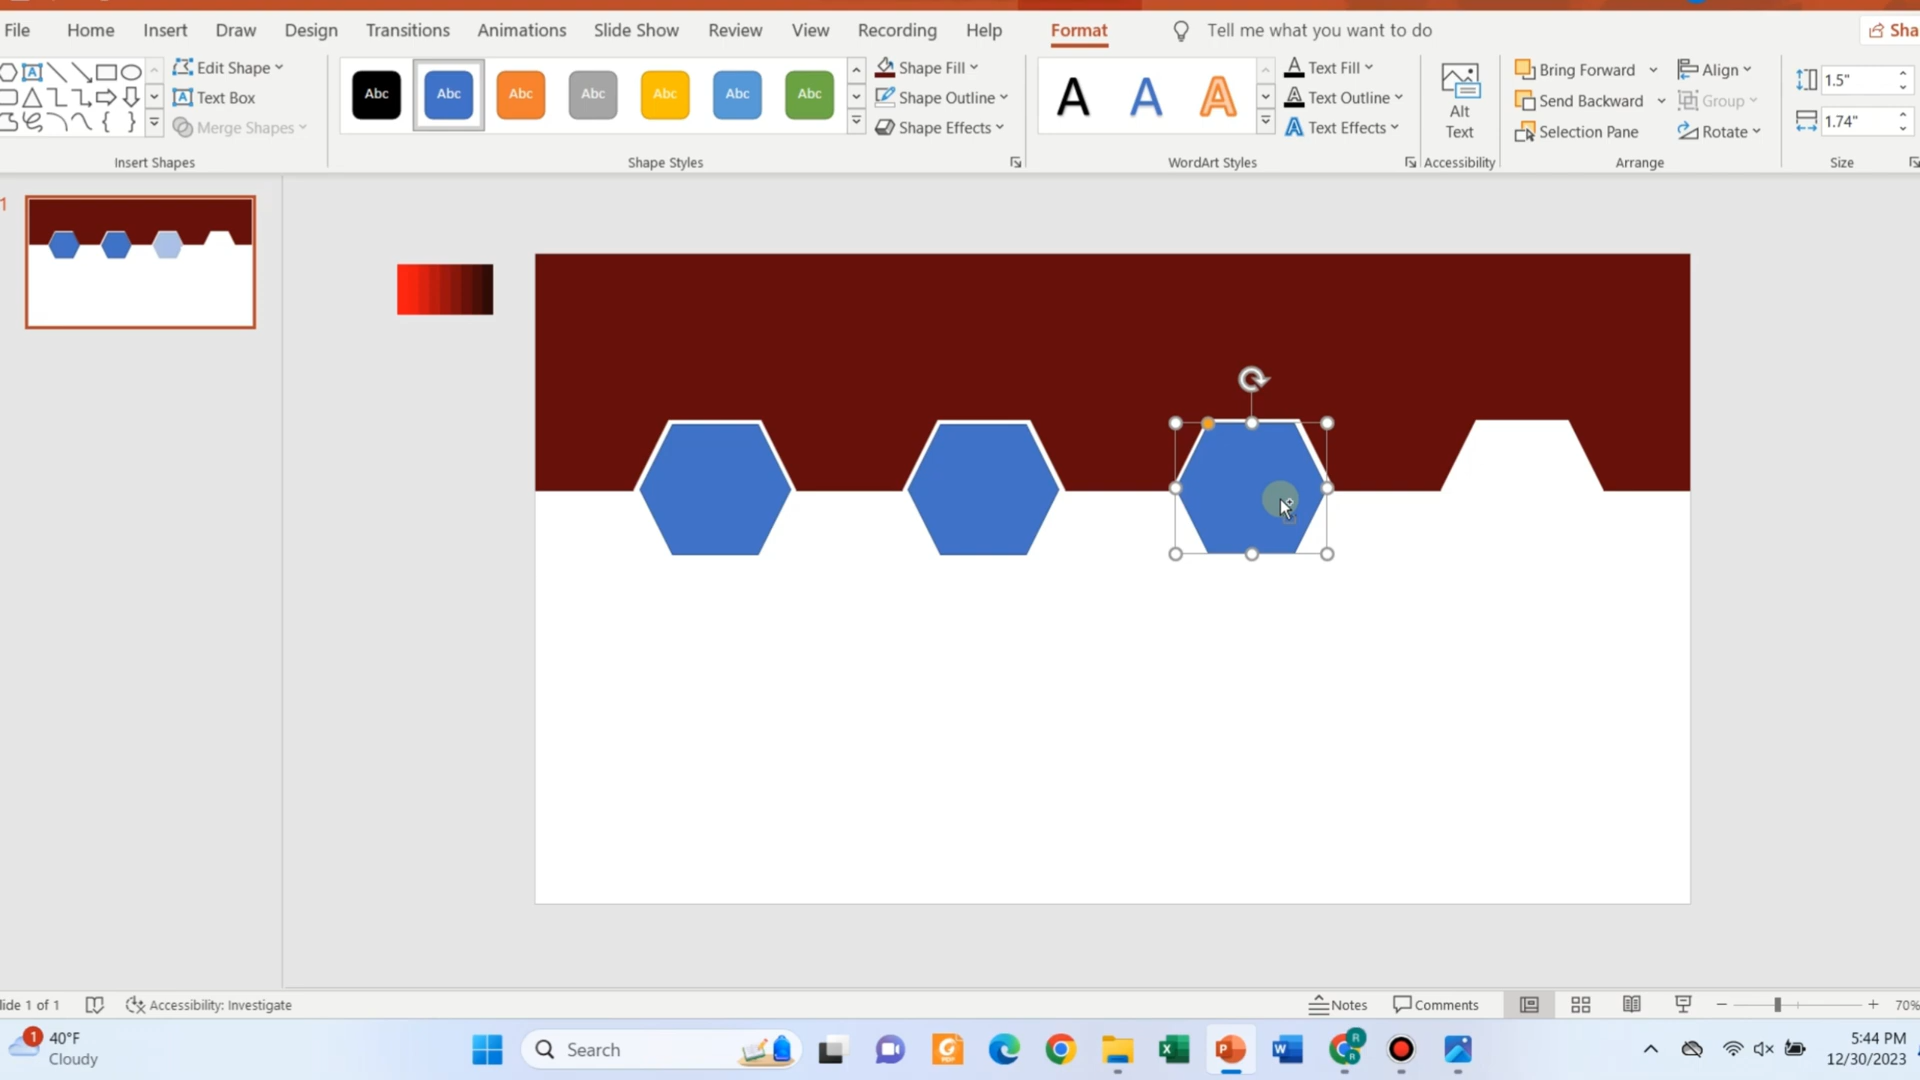 File Home Insert Draw Design Transitions Animations Slide Show Review View Recording Help Format Tell me what you want to do
Edit Shape
Text Box
Merge Shapes
Insert Shapes
Abc Abc Abc Abc Abc Abc Abc
Shape Fill
Shape Outline
Shape Effects
Shape Styles
A A A
Text Fill
Text Outline
Text Effects
WordArt Styles
Alt
Text
Accessibility
Bring Forward
Send Backward
Selection Pane
Align
Group
Rotate
Arrange
1.5"
1.74"
Size
1
lide 1 of 1 Accessibility: Investigate Notes Comments 70%
1
40°F
Cloudy
Search
5:44 PM
12/30/2023